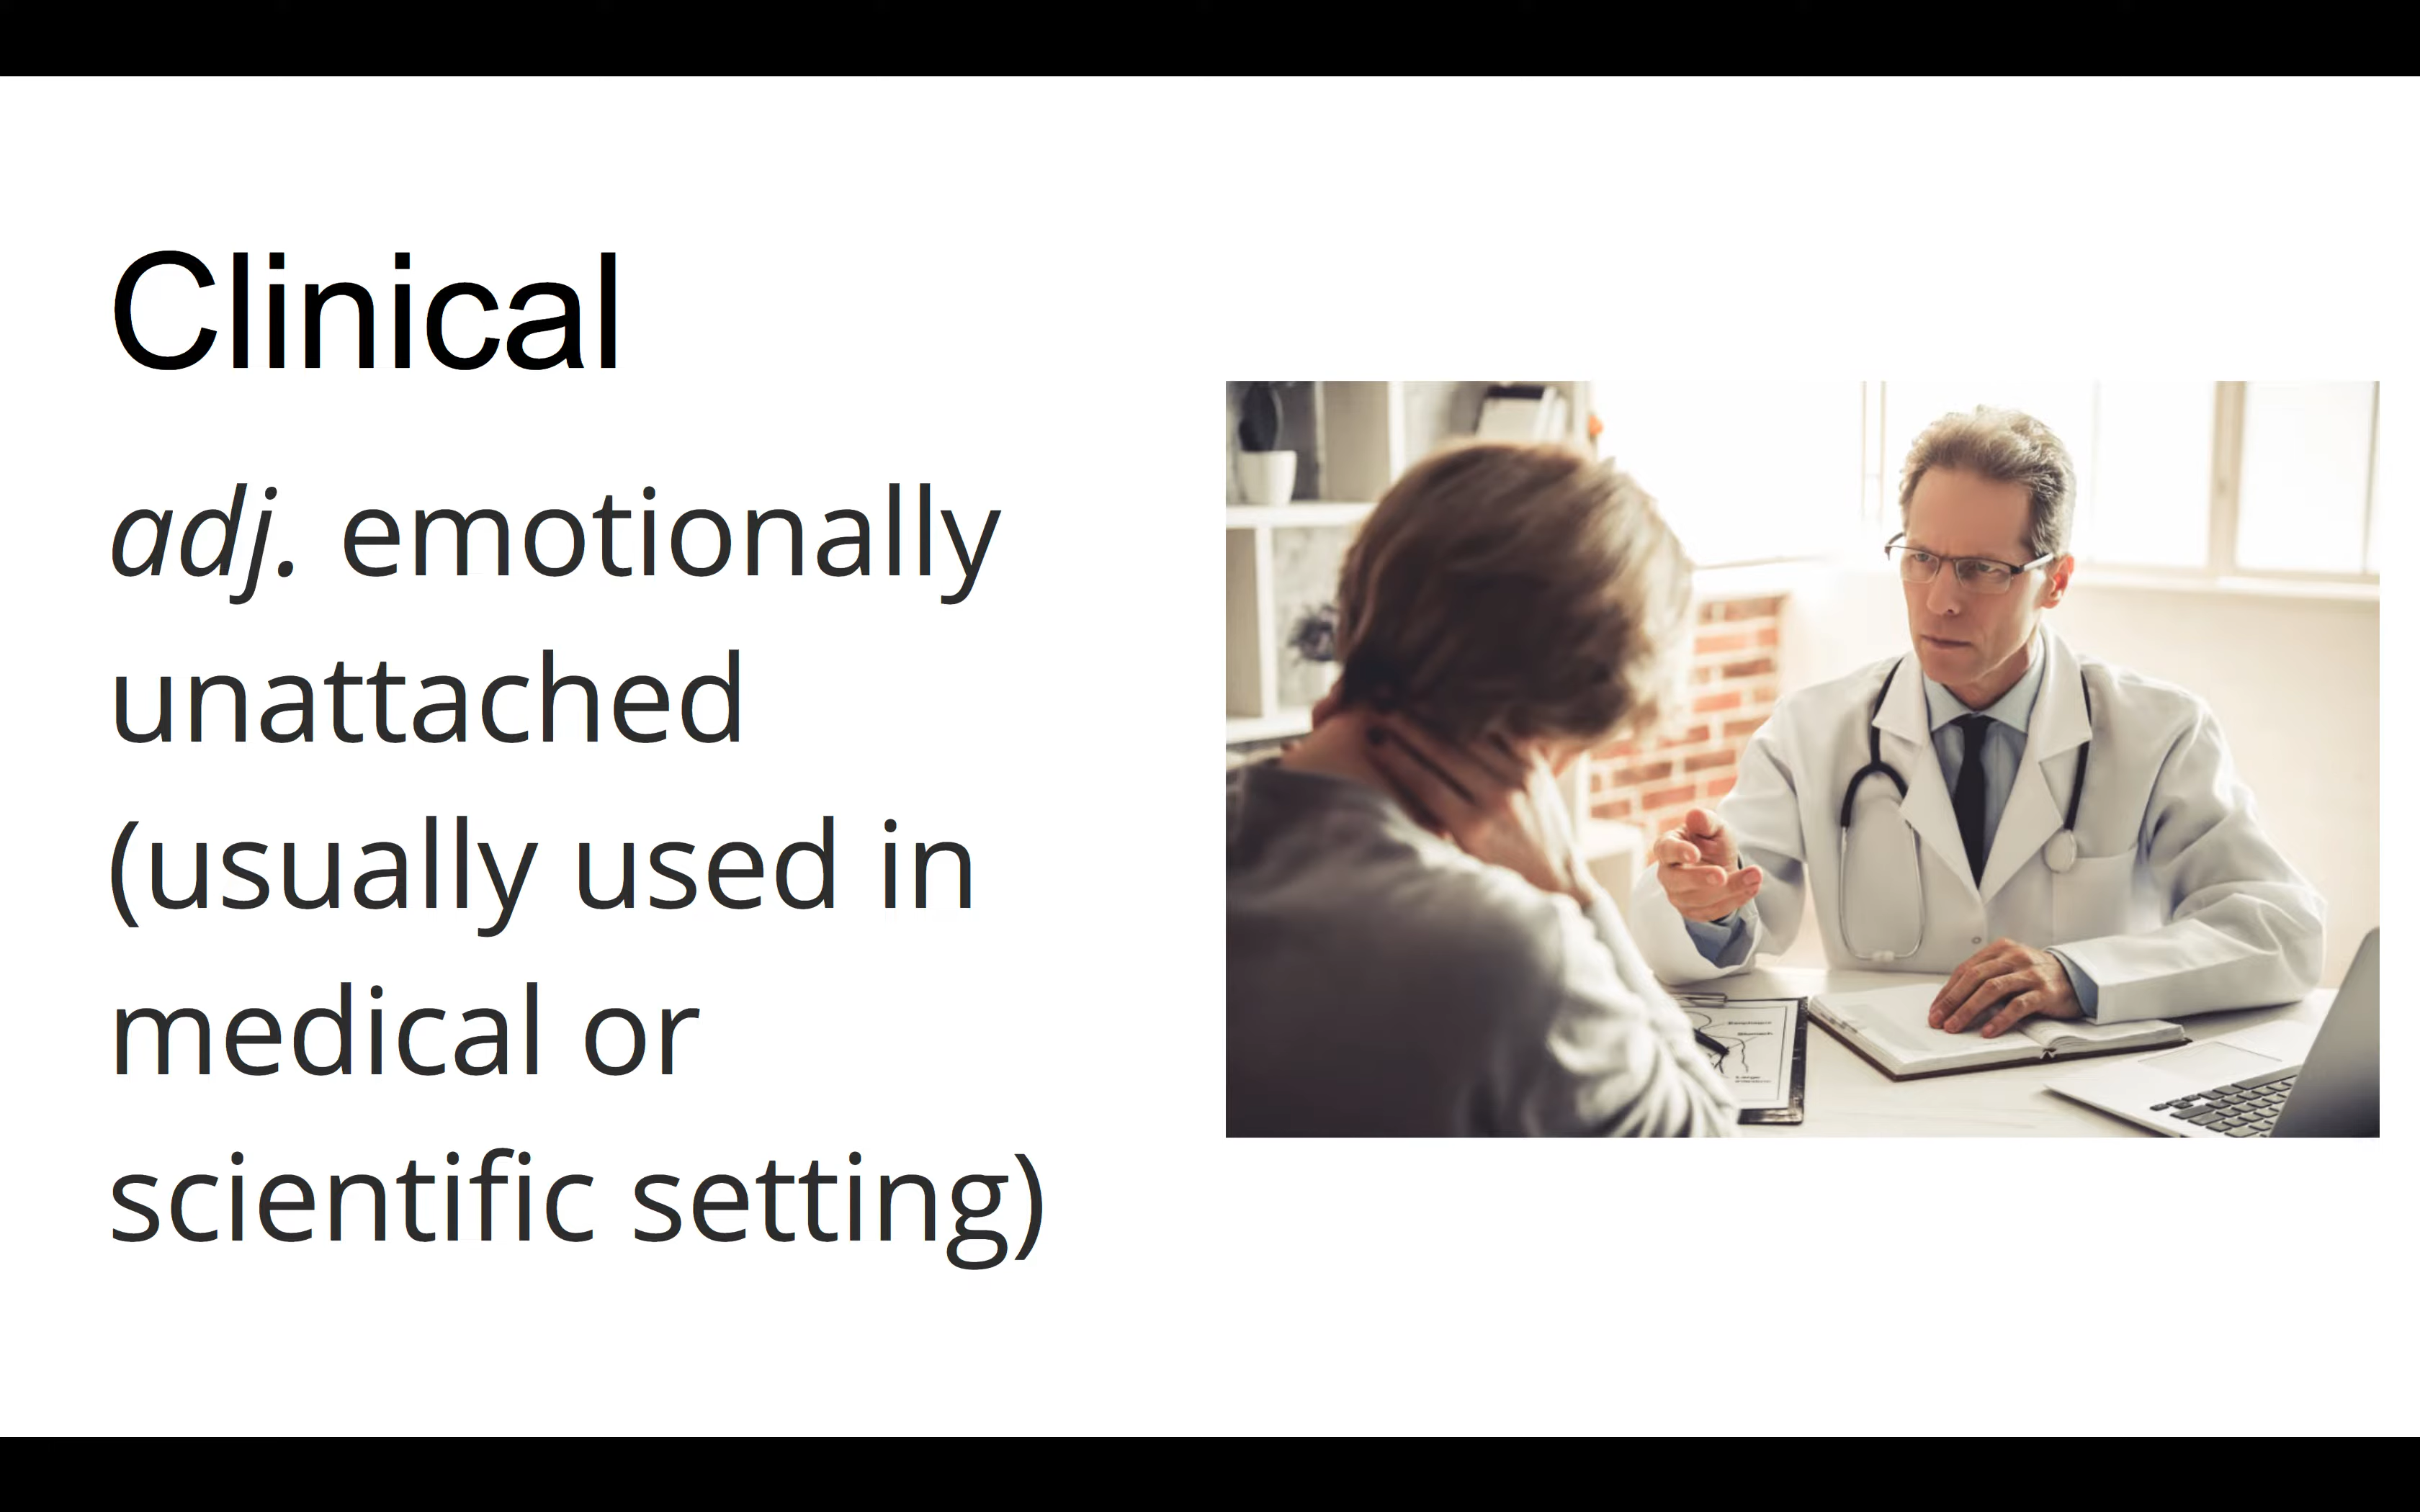 Clinical
adj. emotionally
unattached
(usually used in
medical or
scientific setting)